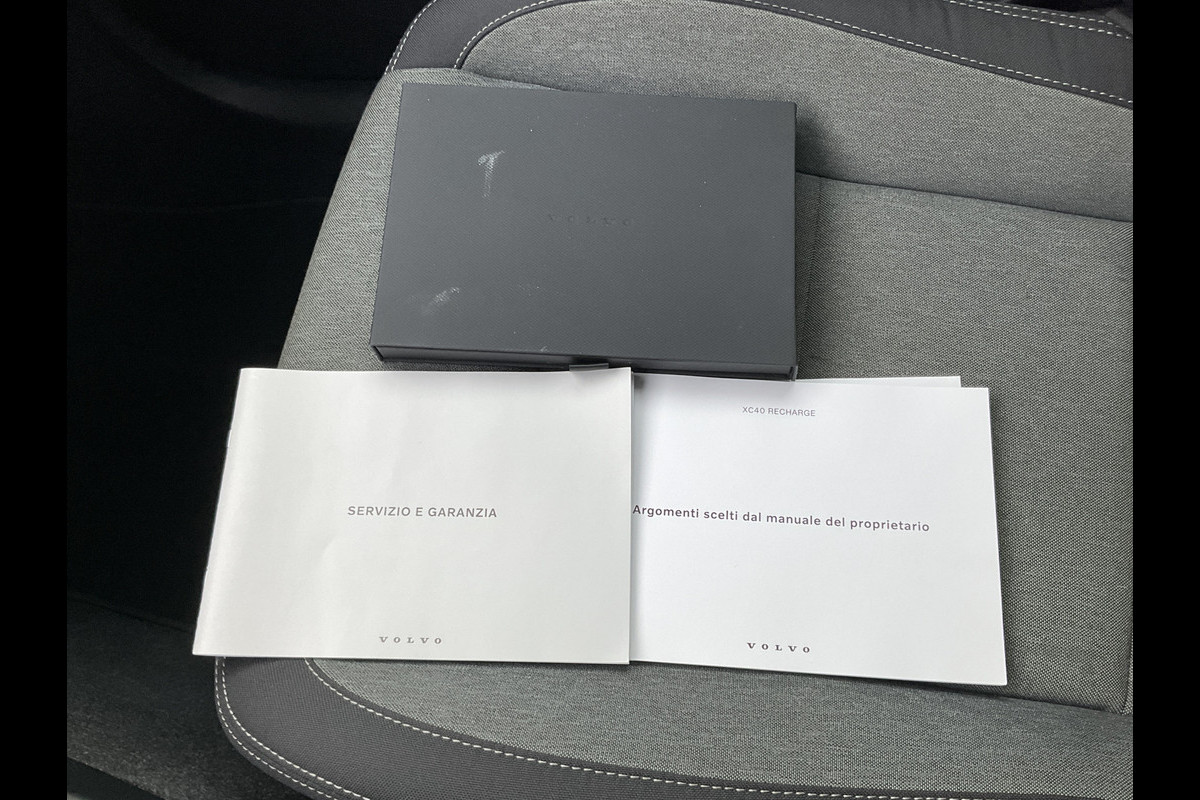 VOLVO
SERVIZIO E GARANZIA
VOLVO
XC40 RECHARGE
Argomenti scelti dal manuale del proprietario
VOLVO